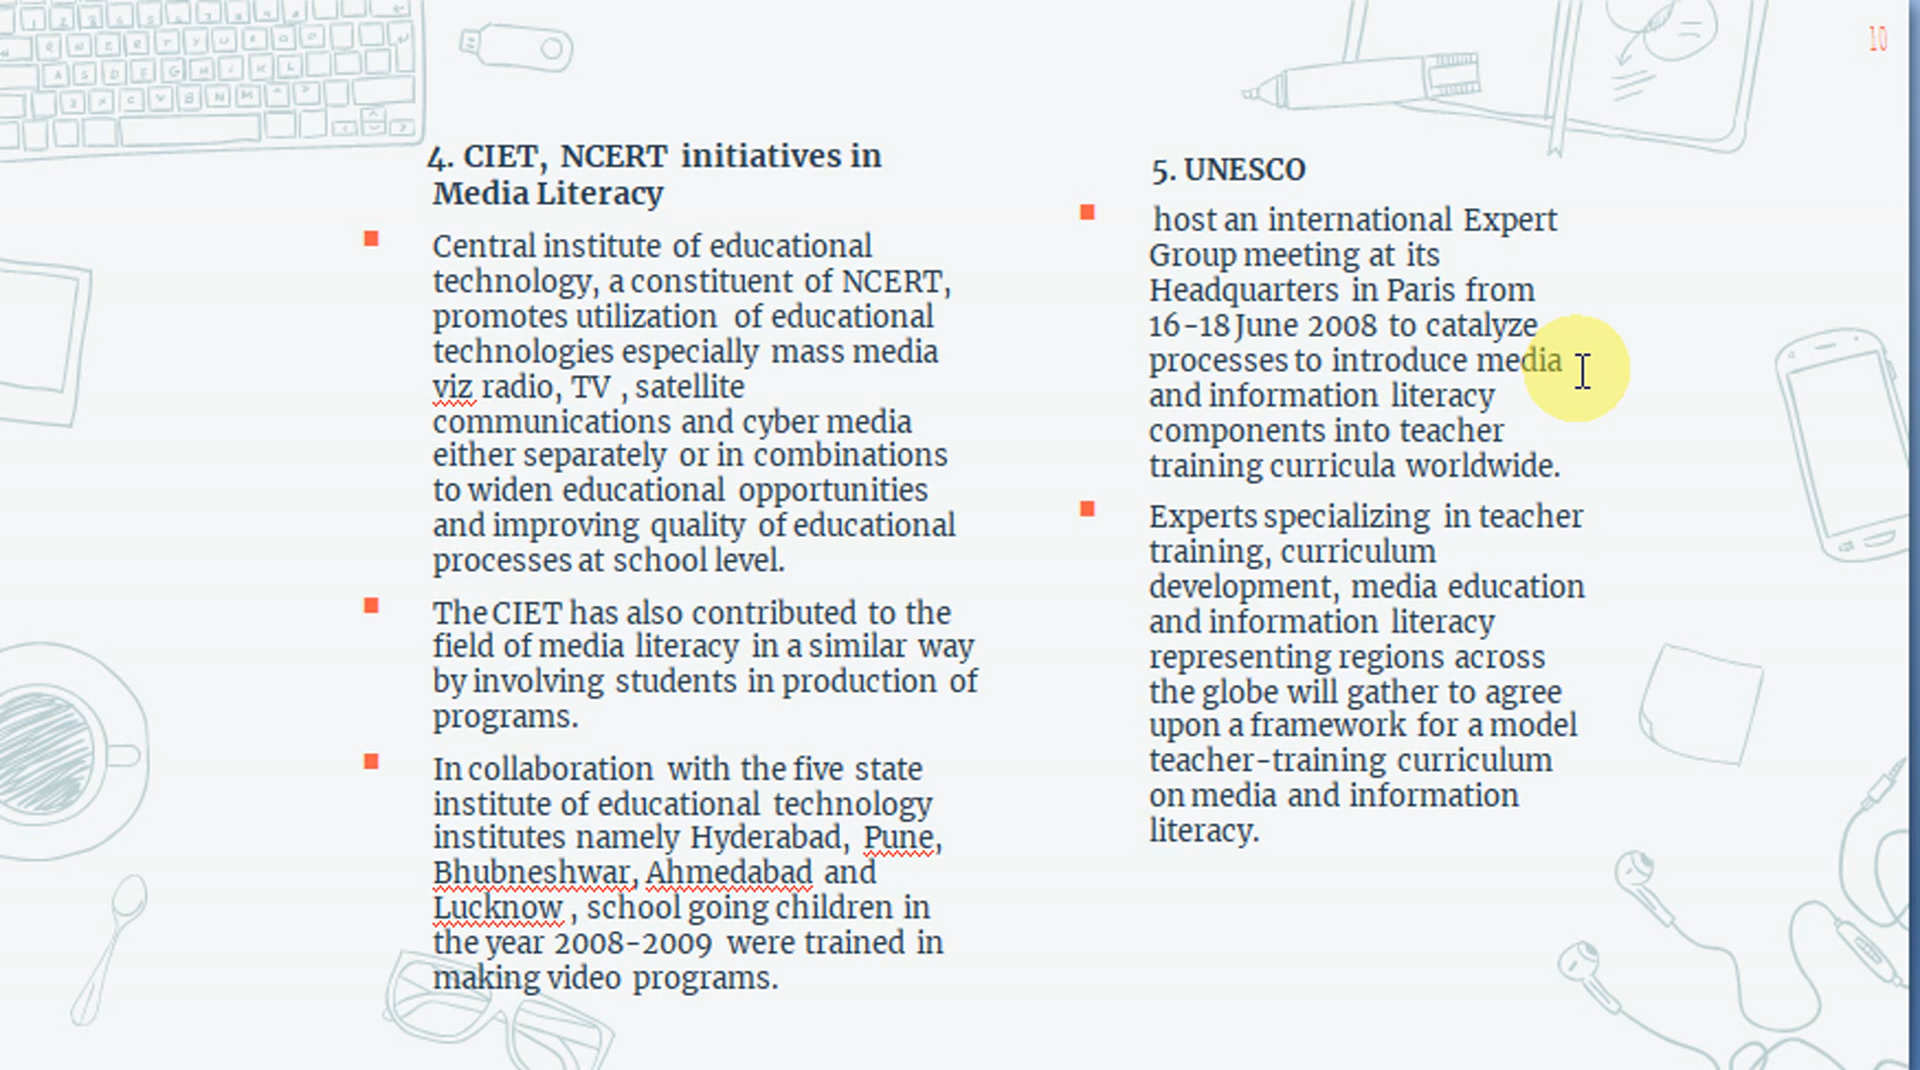 10
4. CIET, NCERT initiatives in
Media Literacy
Central institute of educational
technology, a constituent of NCERT,
promotes utilization of educational
technologies especially mass media
viz radio, TV , satellite
communications and cyber media
either separately or in combinations
to widen educational opportunities
and improving quality of educational
processes at school level.
The CIET has also contributed to the
field of media literacy in a similar way
by involving students in production of
programs.
In collaboration with the five state
institute of educational technology
institutes namely Hyderabad, Pune,
Bhubneshwar, Ahmedabad and
Lucknow , school going children in
the year 2008-2009 were trained in
making video programs.
5. UNESCO
host an international Expert
Group meeting at its
Headquarters in Paris from
16-18 June 2008 to catalyze
processes to introduce media
and information literacy
components into teacher
training curricula worldwide.
Experts specializing in teacher
training, curriculum
development, media education
and information literacy
representing regions across
the globe will gather to agree
upon a framework for a model
teacher-training curriculum
on media and information
literacy.